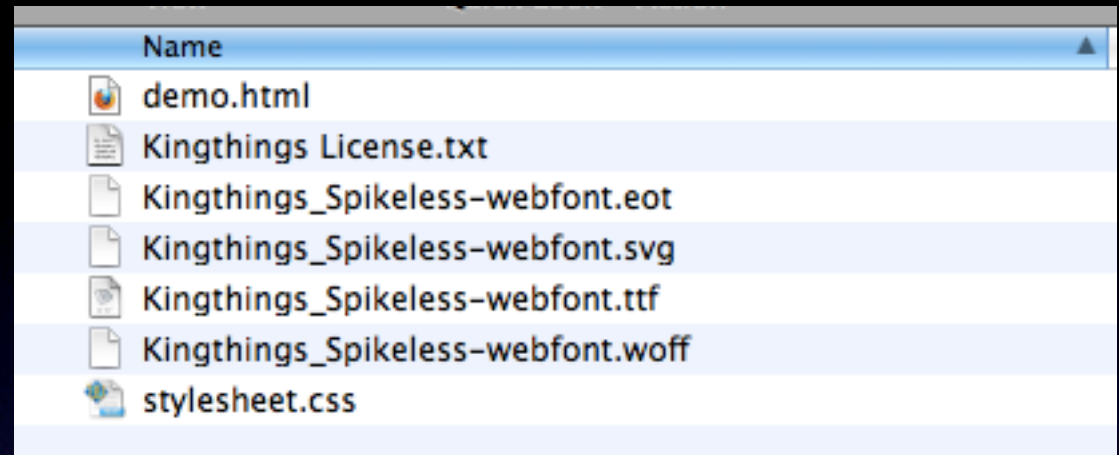 Name
demo.html
Kingthings License.txt
Kingthings_Spikeless-webfont.eot
Kingthings_Spikeless-webfont.svg
Kingthings_Spikeless-webfont.ttf
Kingthings_Spikeless-webfont.woff
stylesheet.css